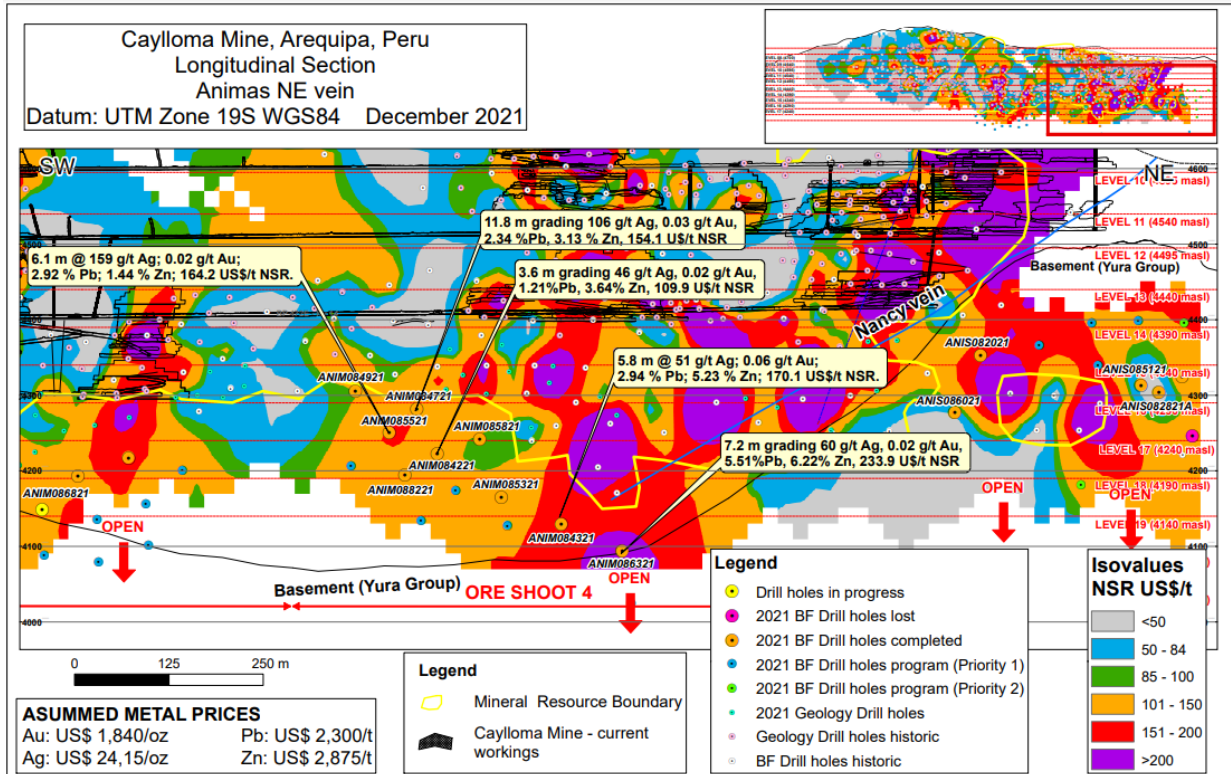 Caylloma Mine, Arequipa, Peru
Longitudinal Section
Animas NE vein
Datum: UTM Zone 19S WGS84 December 2021
SW
NE
LEVEL 11 (4540 masl)
LEVEL 12 (4495 masl)
Basement (Yura Group)
LEVEL 13 (4440 masl)
LEVEL 14 (4390 masl)
LEVEL 17 (4240 masl)
LEVEL 18 (4190 masl)
LEVEL 19 (4140 masl)
4600
4500
4400
4300
4200
4100
4000
4600
4500
4400
4300
4200
4100
4000
11.8 m grading 106 g/t Ag, 0.03 g/t Au,
2.34 %Pb, 3.13 % Zn, 154.1 U$/t NSR
6.1 m @ 159 g/t Ag; 0.02 g/t Au;
2.92 % Pb; 1.44 % Zn; 164.2 US$/t NSR.
3.6 m grading 46 g/t Ag, 0.02 g/t Au,
1.21%Pb, 3.64% Zn, 109.9 U$/t NSR
Nancy vein
5.8 m @ 51 g/t Ag; 0.06 g/t Au;
2.94 % Pb; 5.23 % Zn; 170.1 US$/t NSR.
7.2 m grading 60 g/t Ag, 0.02 g/t Au,
5.51%Pb, 6.22% Zn, 233.9 U$/t NSR
ANIS082021
ANIM084921
ANIS085121
ANIM084721
ANIS086021
ANIS082821A
ANIM085521
ANIM085821
ANIM084221
ANIM088221
ANIM085321
ANIM086821
ANIM084321
ANIM086321
OPEN
OPEN
OPEN
OPEN
Basement (Yura Group)
ORE SHOOT 4
0 125 250 m
ASUMMED METAL PRICES
Au: US$ 1,840/oz Pb: US$ 2,300/t
Ag: US$ 24,15/oz Zn: US$ 2,875/t
Legend
Mineral Resource Boundary
Caylloma Mine - current
workings
Legend
Drill holes in progress
2021 BF Drill holes lost
2021 BF Drill holes completed
2021 BF Drill holes program (Priority 1)
2021 BF Drill holes program (Priority 2)
2021 Geology Drill holes
Geology Drill holes historic
BF Drill holes historic
Isovalues
NSR US$/t
<50
50 - 84
85 - 100
101 - 150
151 - 200
>200